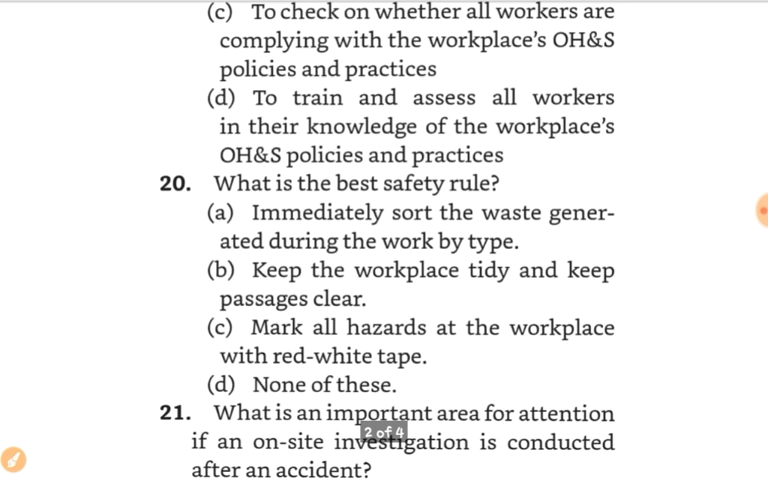 (c) To check on whether all workers are
complying with the workplace's OH&S
policies and practices
(d) To train and assess all workers
in their knowledge of the workplace's
OH&S policies and practices
20. What is the best safety rule?
(a) Immediately sort the waste gener-
ated during the work by type.
(b) Keep the workplace tidy and keep
passages clear.
(c) Mark all hazards at the workplace
with red-white tape.
(d) None of these.
21. What is an important area for attention
2 of 4
if an on-site investigation is conducted
after an accident?